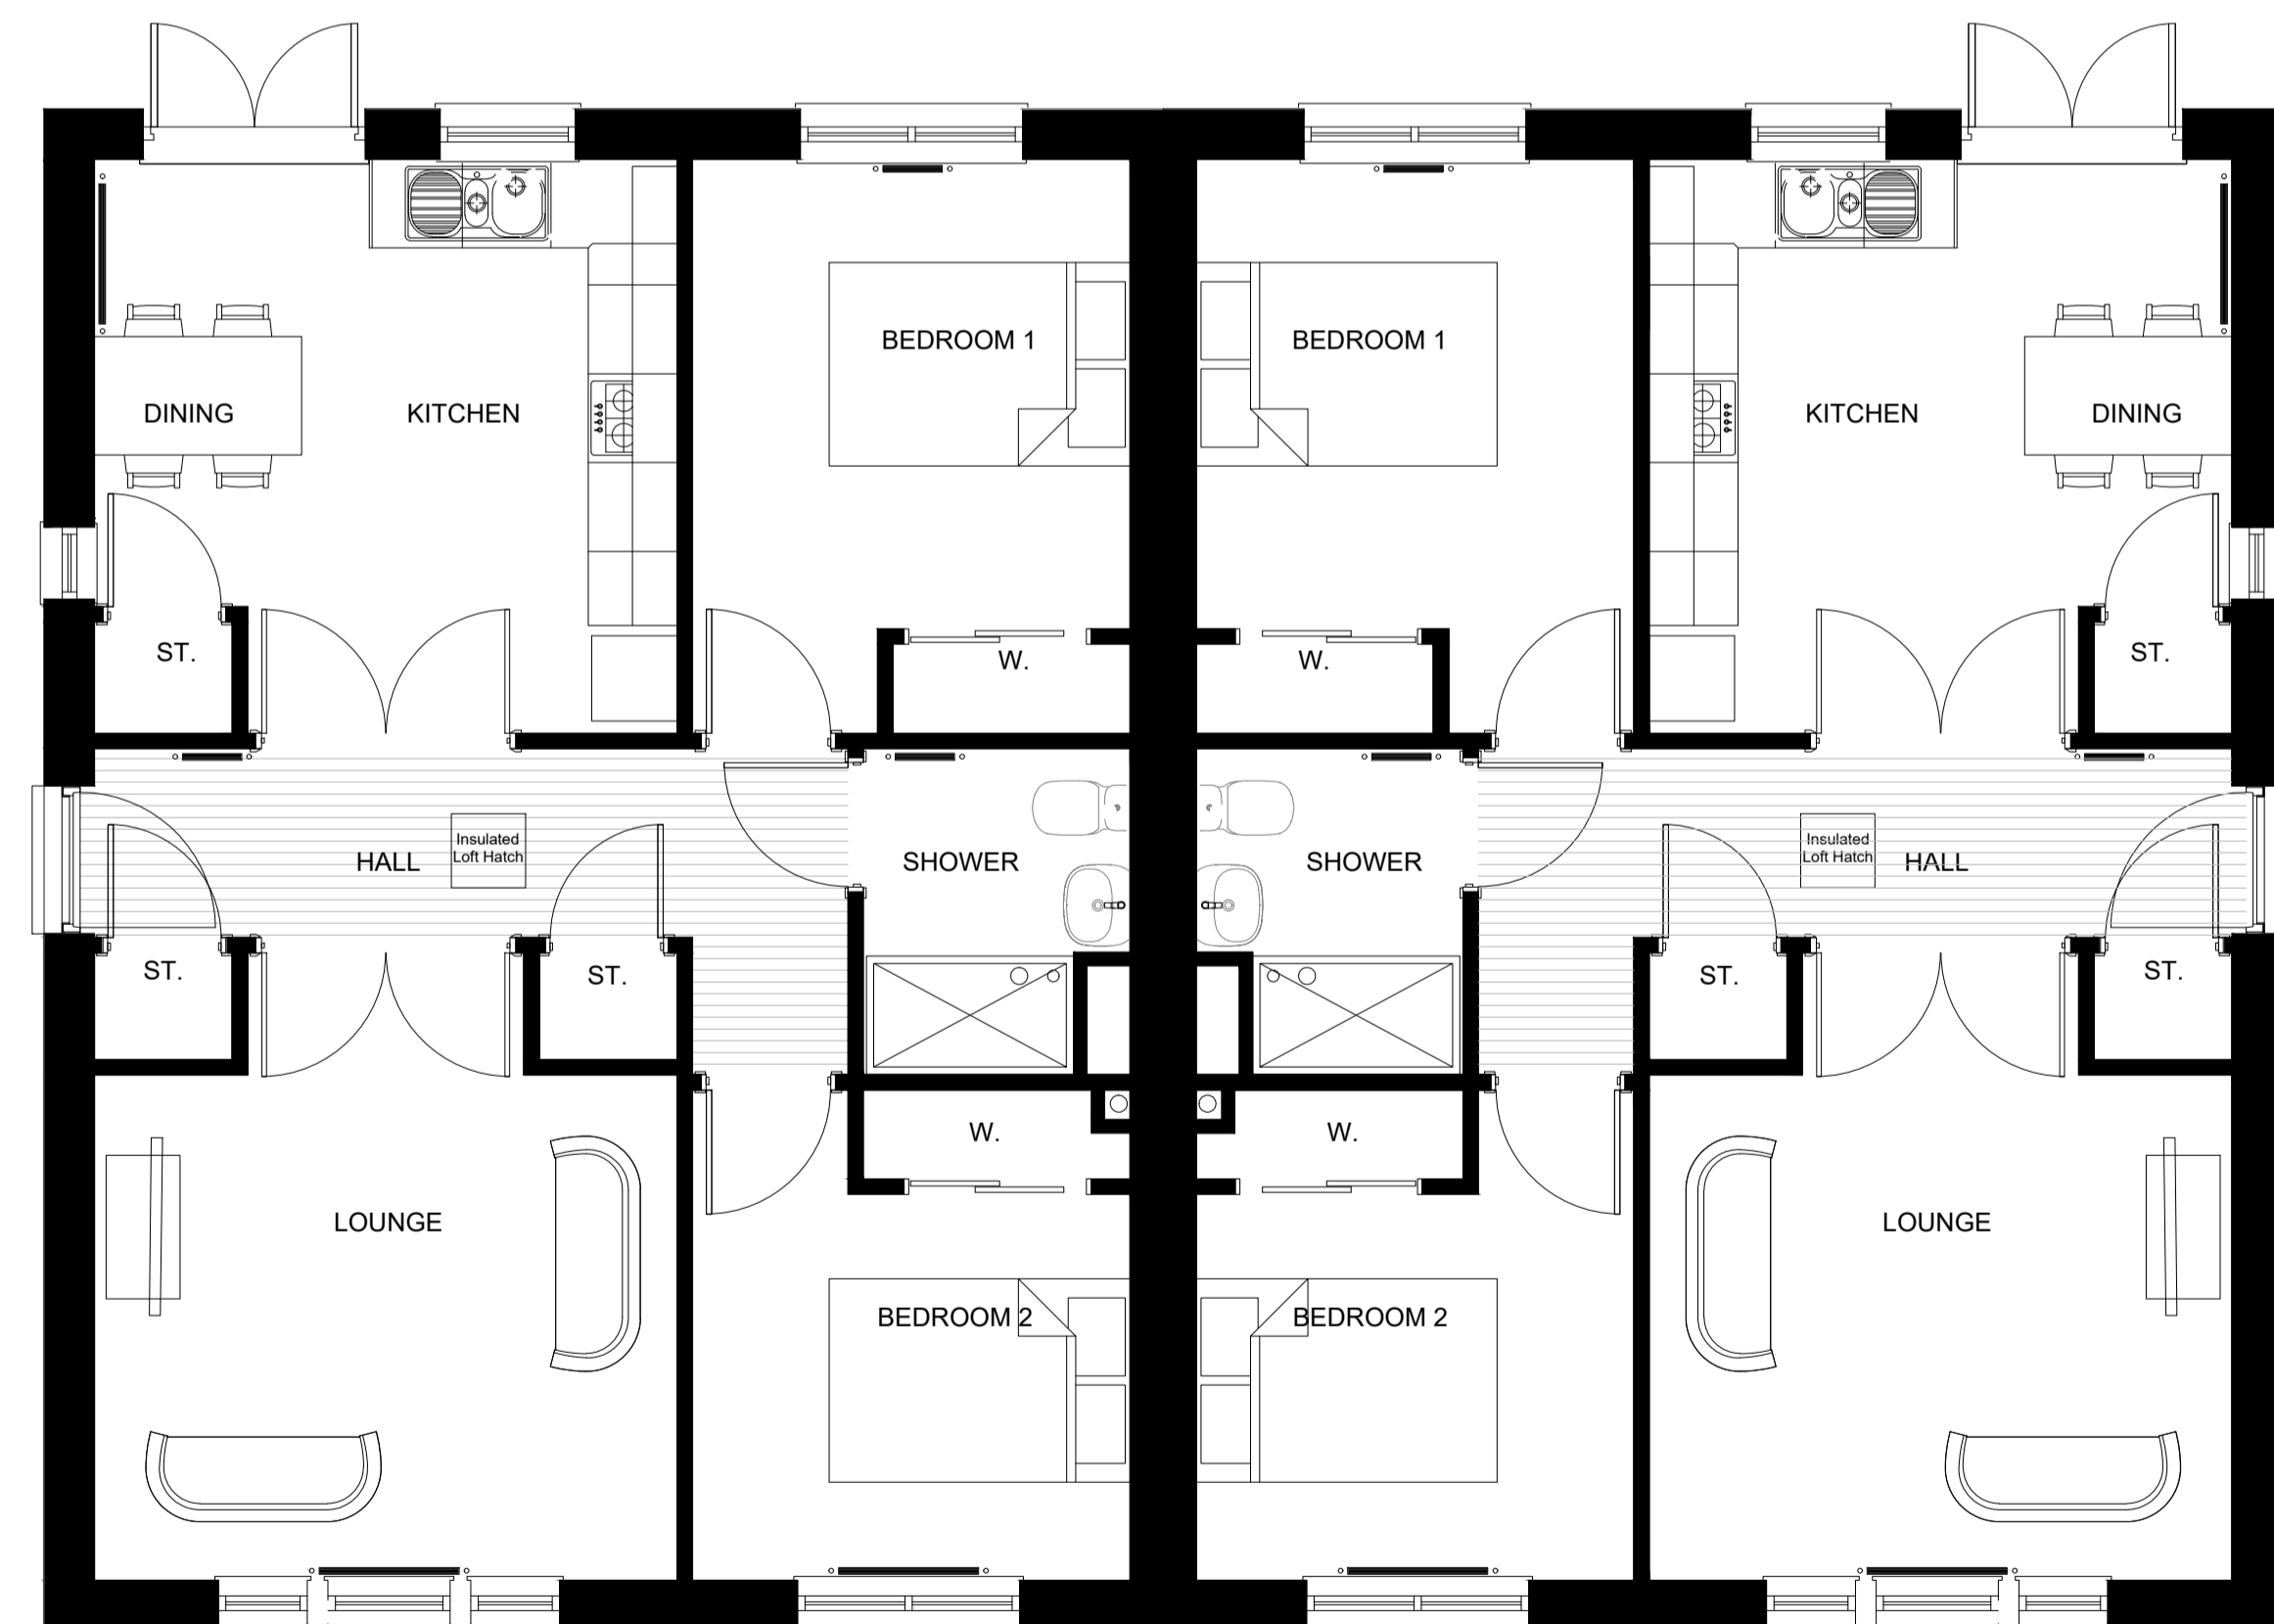 BEDROOM 1
BEDROOM 1
DINING
KITCHEN
KITCHEN
DINING
ST.
W.
W.
ST.
HALL
Insulated
Loft Hatch
SHOWER
SHOWER
Insulated
Loft Hatch
HALL
ST.
ST.
ST.
ST.
W.
W.
LOUNGE
LOUNGE
BEDROOM 2
BEDROOM 2